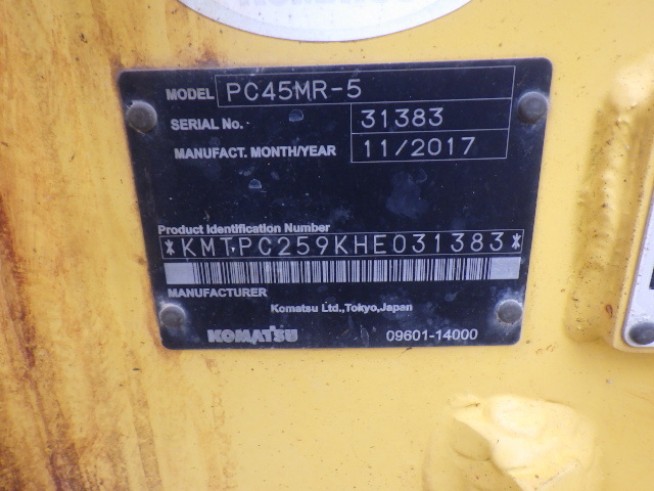 MODEL PC45MR-5
SERIAL No. 31383
MANUFACT. MONTH/YEAR 11/2017
Product Identification Number
*KMTPC259KHE031383*
MANUFACTURER
Komatsu Ltd.,Tokyo,Japan
KOMATSU 09601-14000